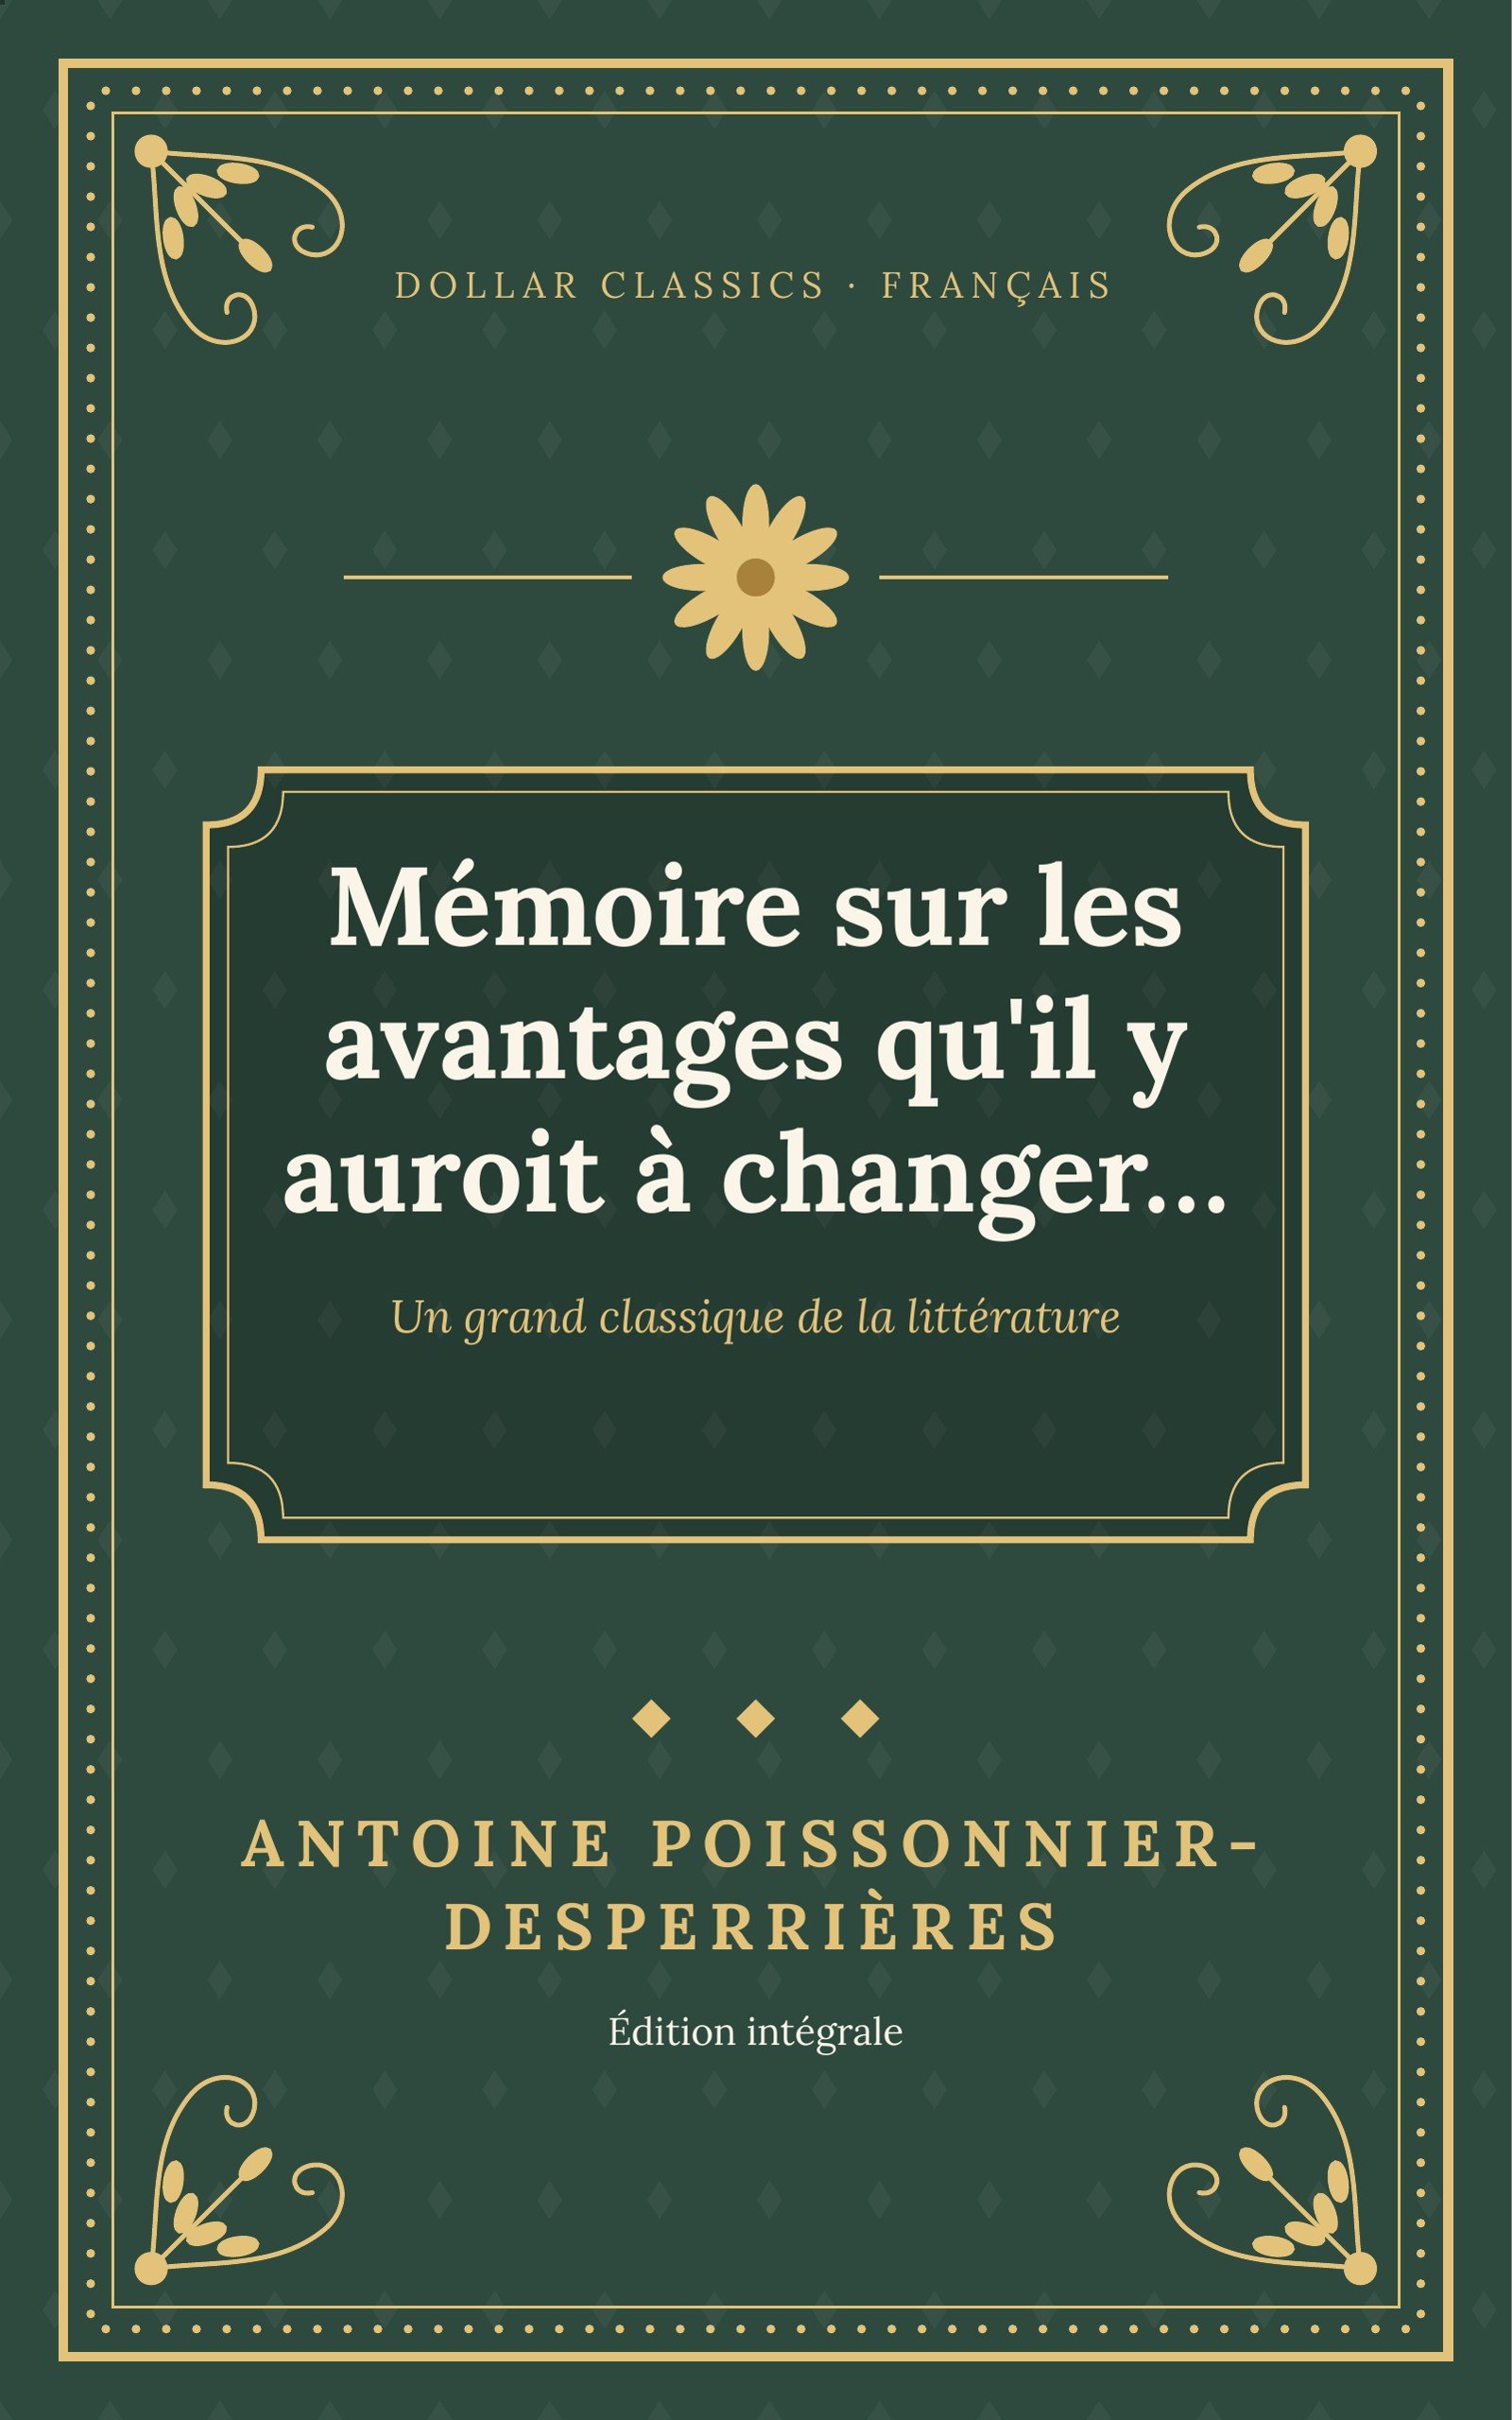 DOLLAR CLASSICS · FRANÇAIS
Mémoire sur les
avantages qu'il y
auroit à changer...
Un grand classique de la littérature
ANTOINE POISSONNIER-
DESPERRIÈRES
Édition intégrale